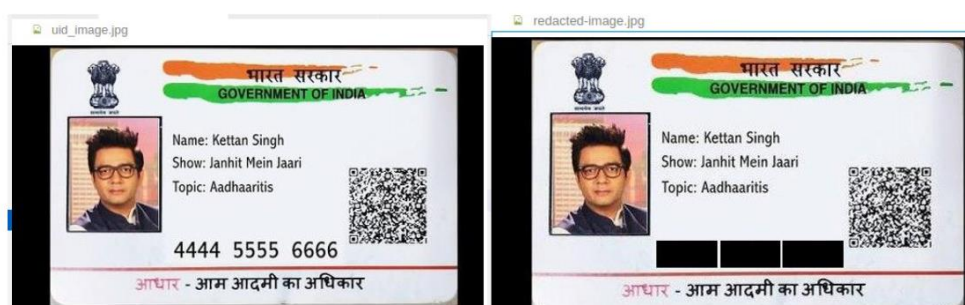 uid_image.jpg
भारत सरकार
GOVERNMENT OF INDIA
Name: Kettan Singh
Show: Janhit Mein Jaari
Topic: Aadhaaritis
4444 5555 6666
आधार - आम आदमी का अधिकार
redacted-image.jpg
भारत सरकार
GOVERNMENT OF INDIA
Name: Kettan Singh
Show: Janhit Mein Jaari
Topic: Aadhaaritis
आधार - आम आदमी का अधिकार